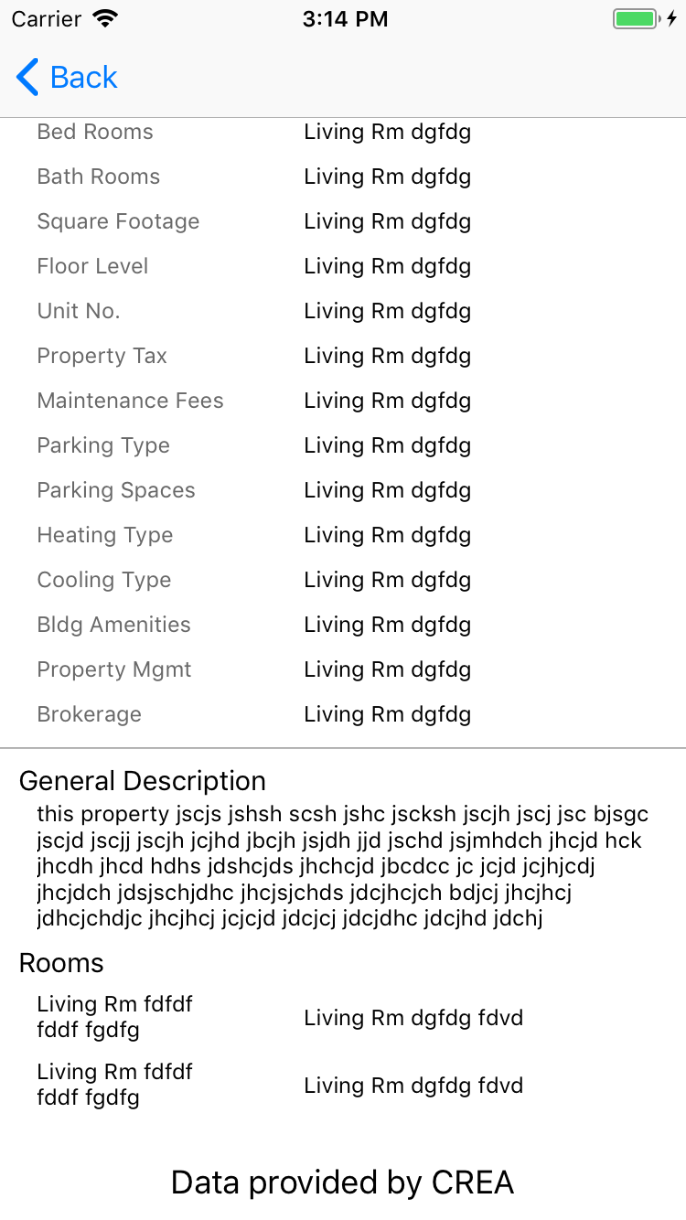 Carrier 3:14 PM
Back
Bed Rooms Living Rm dgfdg
Bath Rooms Living Rm dgfdg
Square Footage Living Rm dgfdg
Floor Level Living Rm dgfdg
Unit No. Living Rm dgfdg
Property Tax Living Rm dgfdg
Maintenance Fees Living Rm dgfdg
Parking Type Living Rm dgfdg
Parking Spaces Living Rm dgfdg
Heating Type Living Rm dgfdg
Cooling Type Living Rm dgfdg
Bldg Amenities Living Rm dgfdg
Property Mgmt Living Rm dgfdg
Brokerage Living Rm dgfdg
General Description
this property jscjs jshsh scsh jshc jscksh jscjh jscj jsc bjsgc
jscjd jscjj jscjh jcjhd jbcjh jsjdh jjd jschd jsjmhdch jhcjd hck
jhcdh jhcd hdhs jdshcjds jhchcjd jbcdcc jc jcjd jcjhjcdj
jhcjdch jdsjschjdhc jhcjsjchds jdcjhcjch bdjcj jhcjhcj
jdhcjchdjc jhcjhcj jcjcjd jdcjcj jdcjdhc jdcjhd jdchj
Rooms
Living Rm fdfdf
fddf fgdfg
Living Rm dgfdg fdvd
Living Rm fdfdf
fddf fgdfg
Living Rm dgfdg fdvd
Data provided by CREA